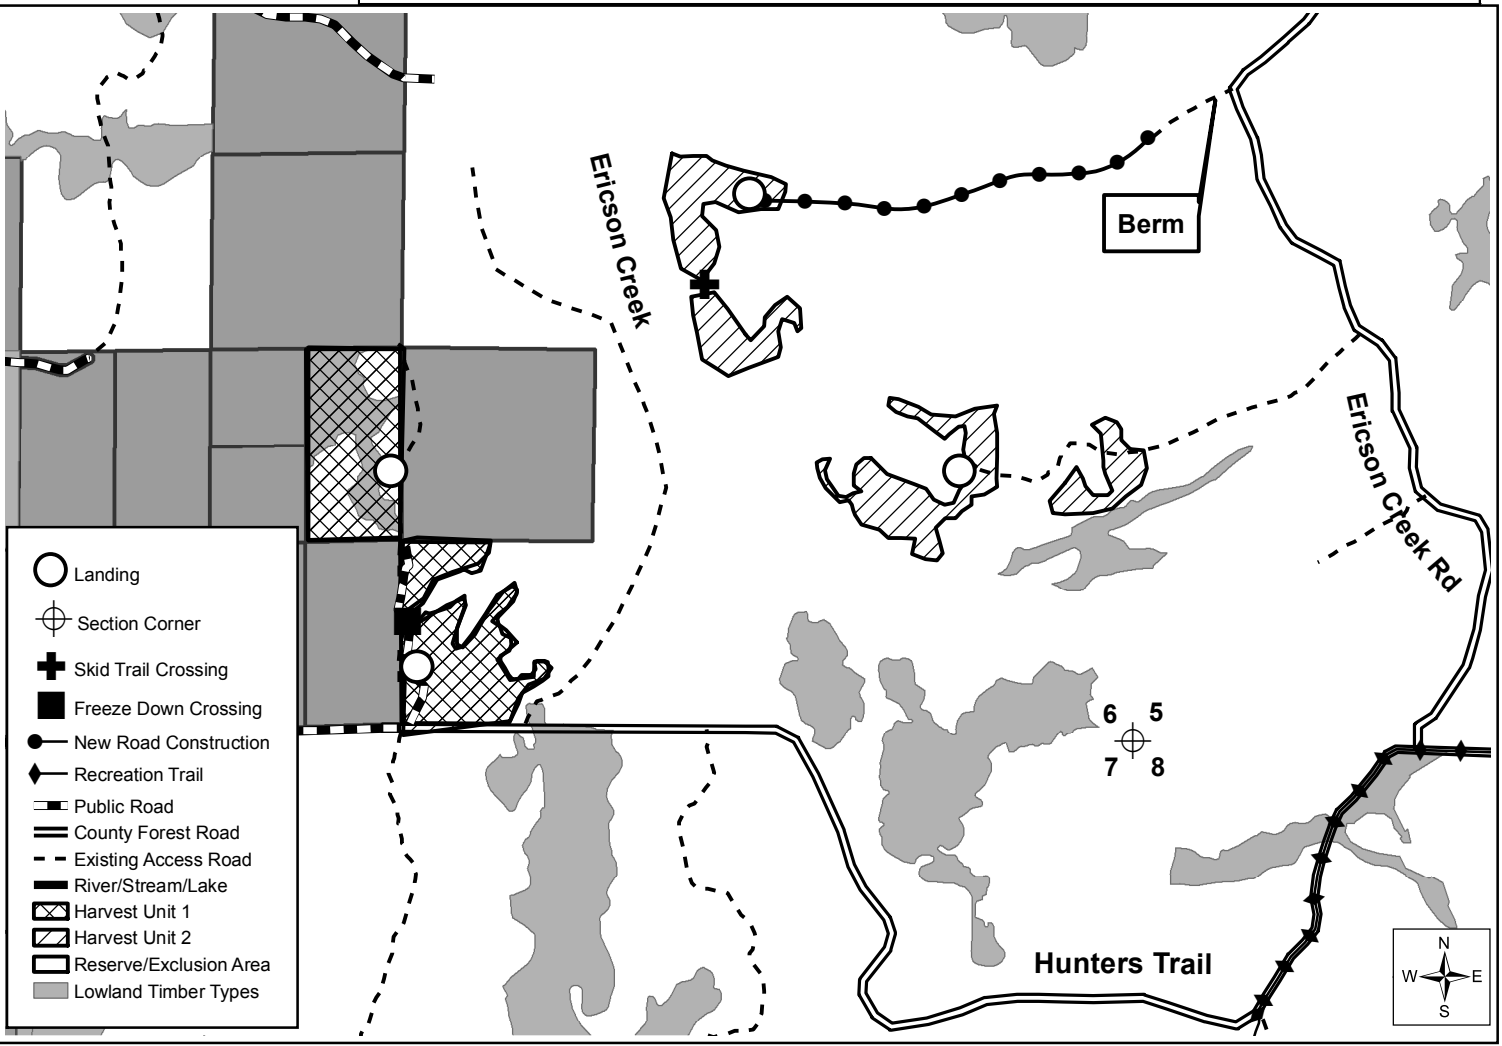 Ericson Creek
Berm
Ericson Creek Rd
6 5
7 8
Hunters Trail
Landing
Section Corner
Skid Trail Crossing
Freeze Down Crossing
New Road Construction
Recreation Trail
Public Road
County Forest Road
Existing Access Road
River/Stream/Lake
Harvest Unit 1
Harvest Unit 2
Reserve/Exclusion Area
Lowland Timber Types
N
W E
S